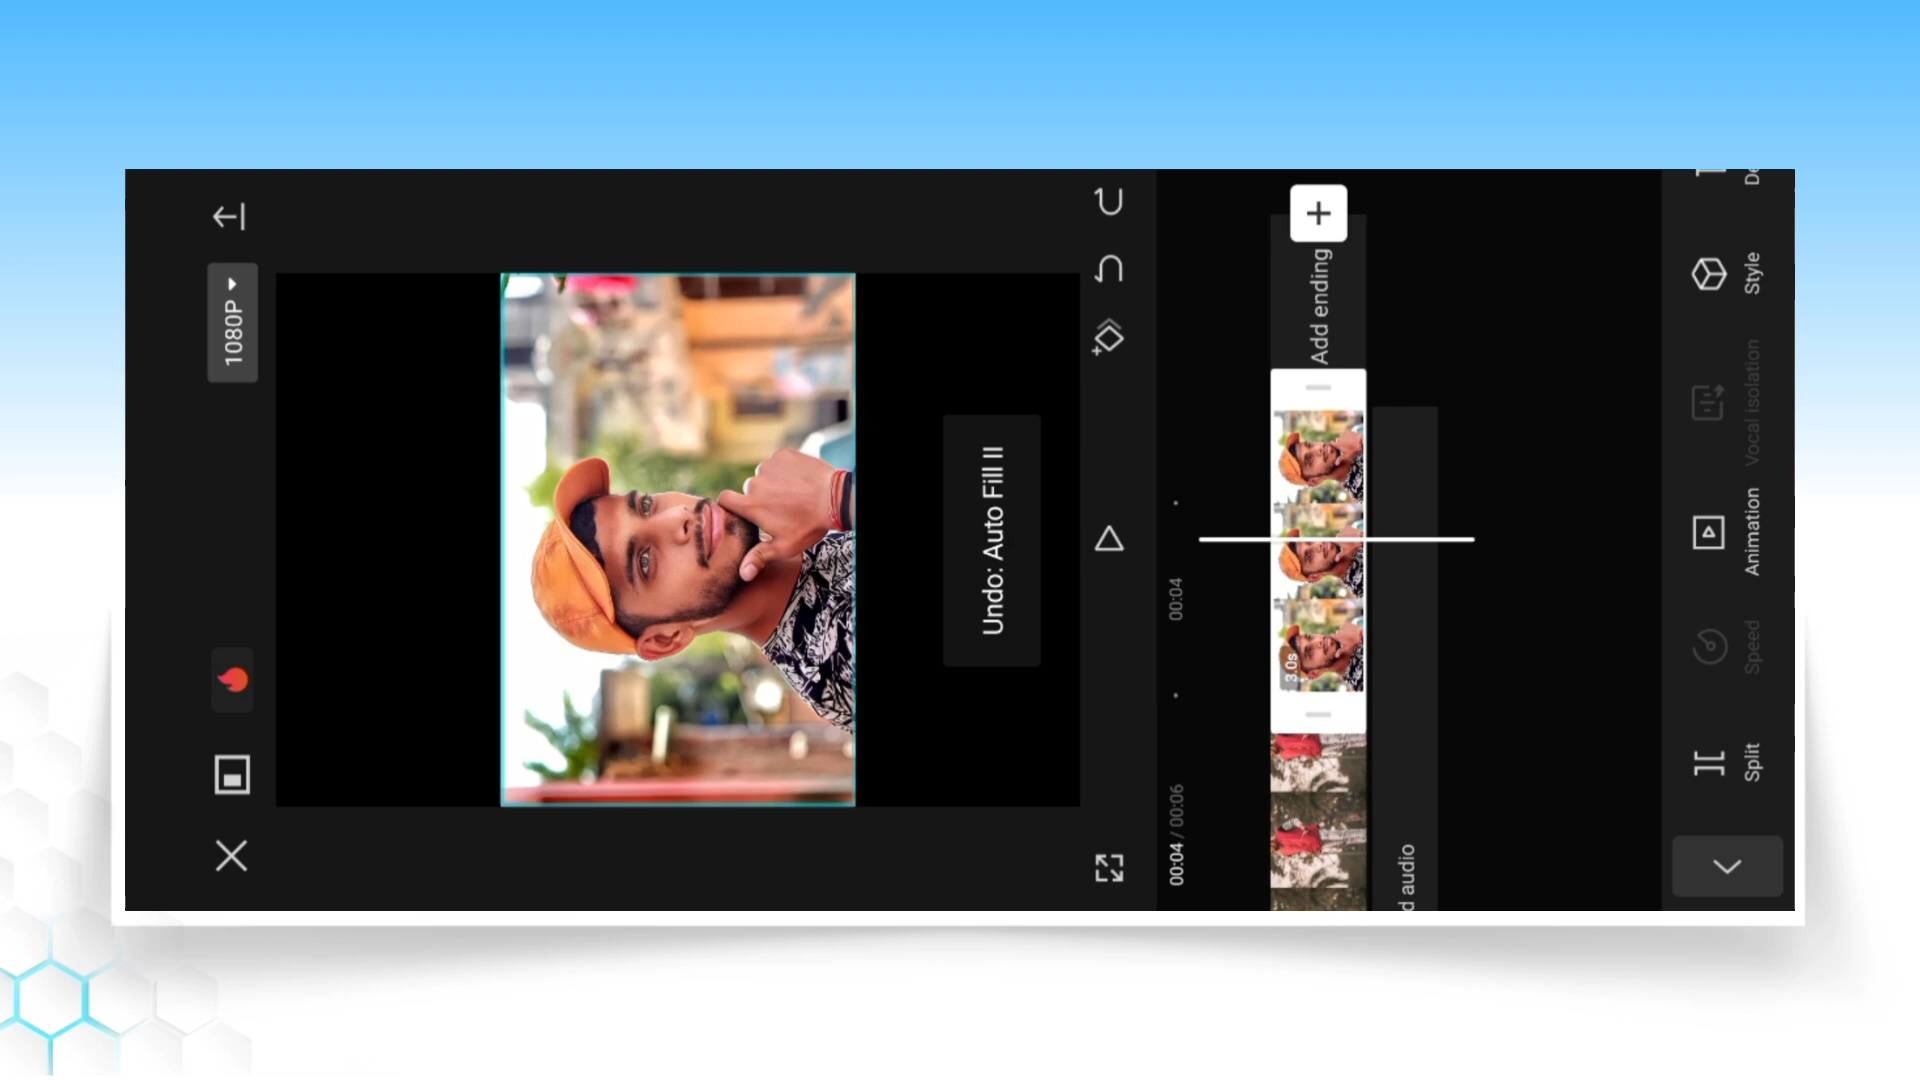 1080P
Undo: Auto Fill II
00:04 / 00:06
00:04
3.0s
Add ending
d audio
Split
Speed
Animation
Vocal isolation
Style
De